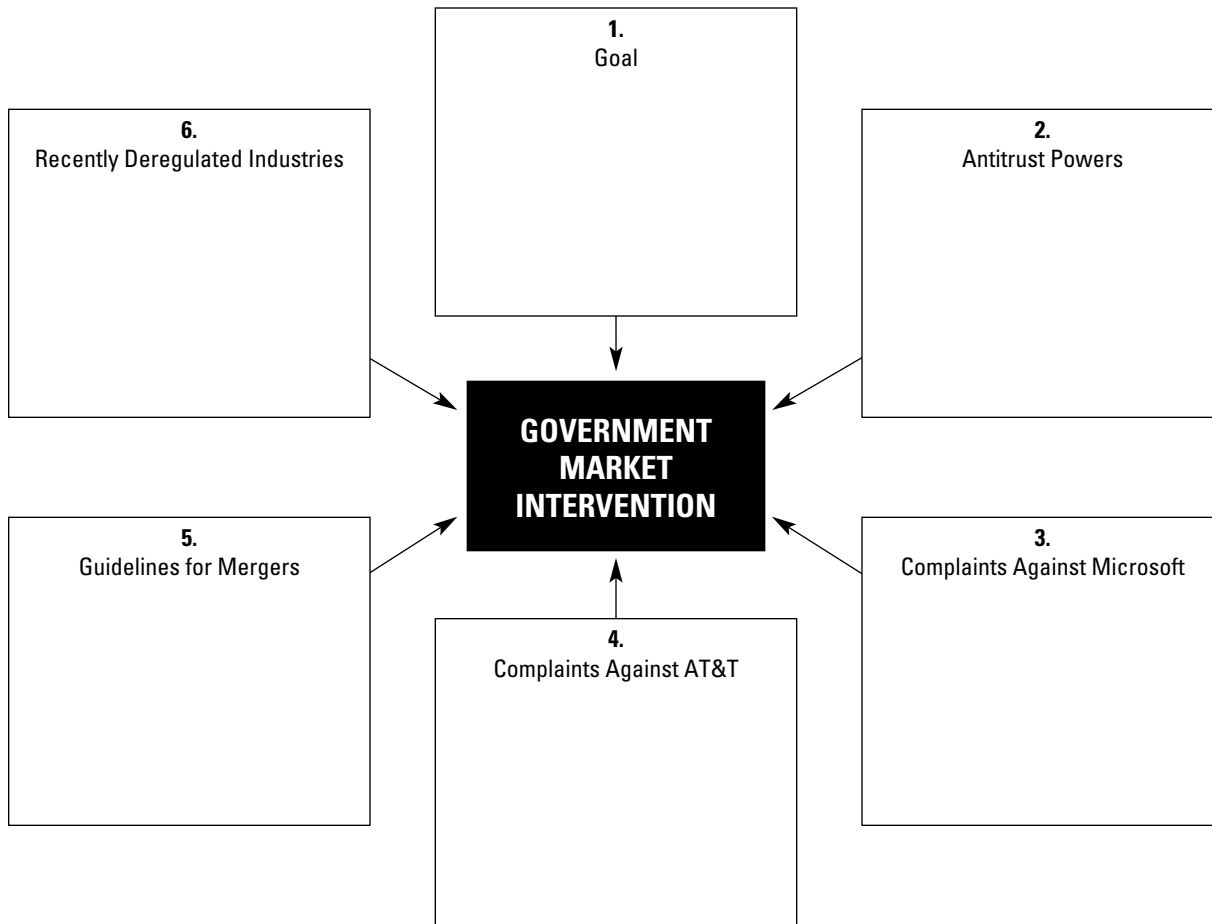 1.
Goal
6.
Recently Deregulated Industries
2.
Antitrust Powers
GOVERNMENT
MARKET
INTERVENTION
5.
Guidelines for Mergers
3.
Complaints Against Microsoft
4.
Complaints Against AT&T